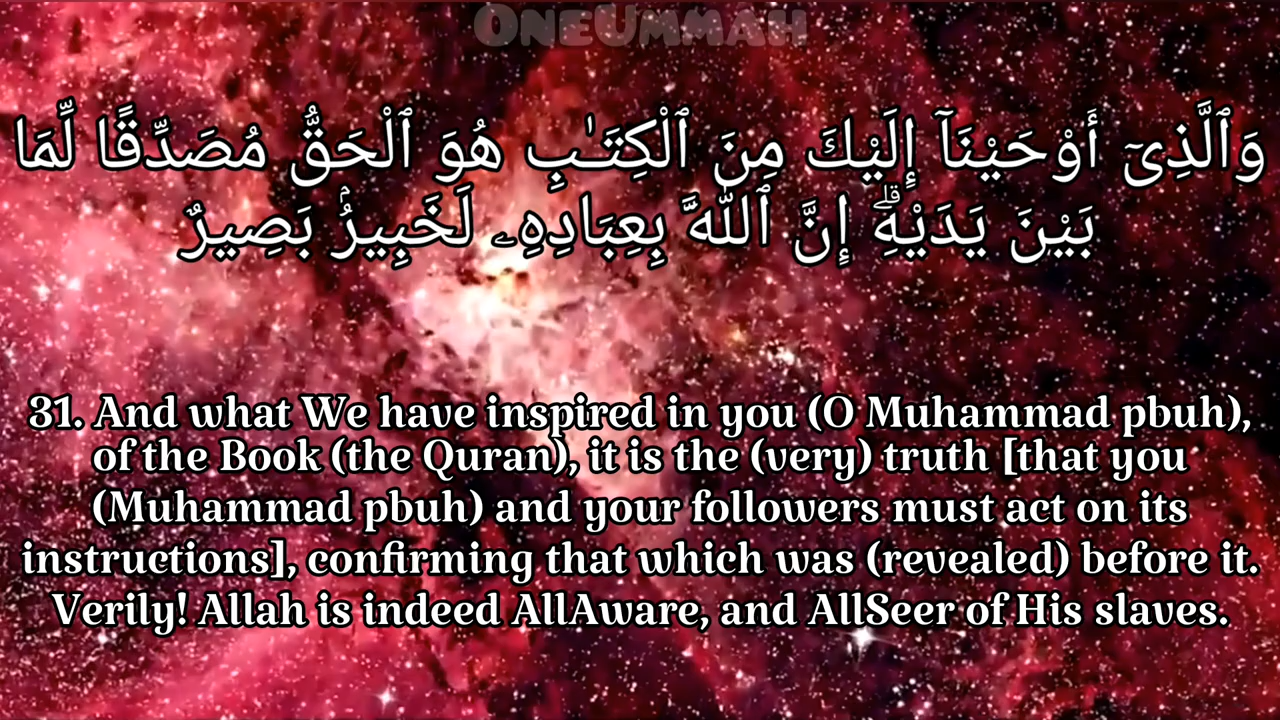 OneUmmah
وَٱلَّذِىٓ أَوْحَيْنَآ إِلَيْكَ مِنَ ٱلْكِتَـٰبِ هُوَ ٱلْحَقُّ مُصَدِّقًا لِّمَا
بَيْنَ يَدَيْهِ ۗ إِنَّ ٱللَّهَ بِعِبَادِهِۦ لَخَبِيرٌۢ بَصِيرٌ
31. And what We have inspired in you (O Muhammad pbuh),
of the Book (the Quran), it is the (very) truth [that you
(Muhammad pbuh) and your followers must act on its
instructions], confirming that which was (revealed) before it.
Verily! Allah is indeed AllAware, and AllSeer of His slaves.